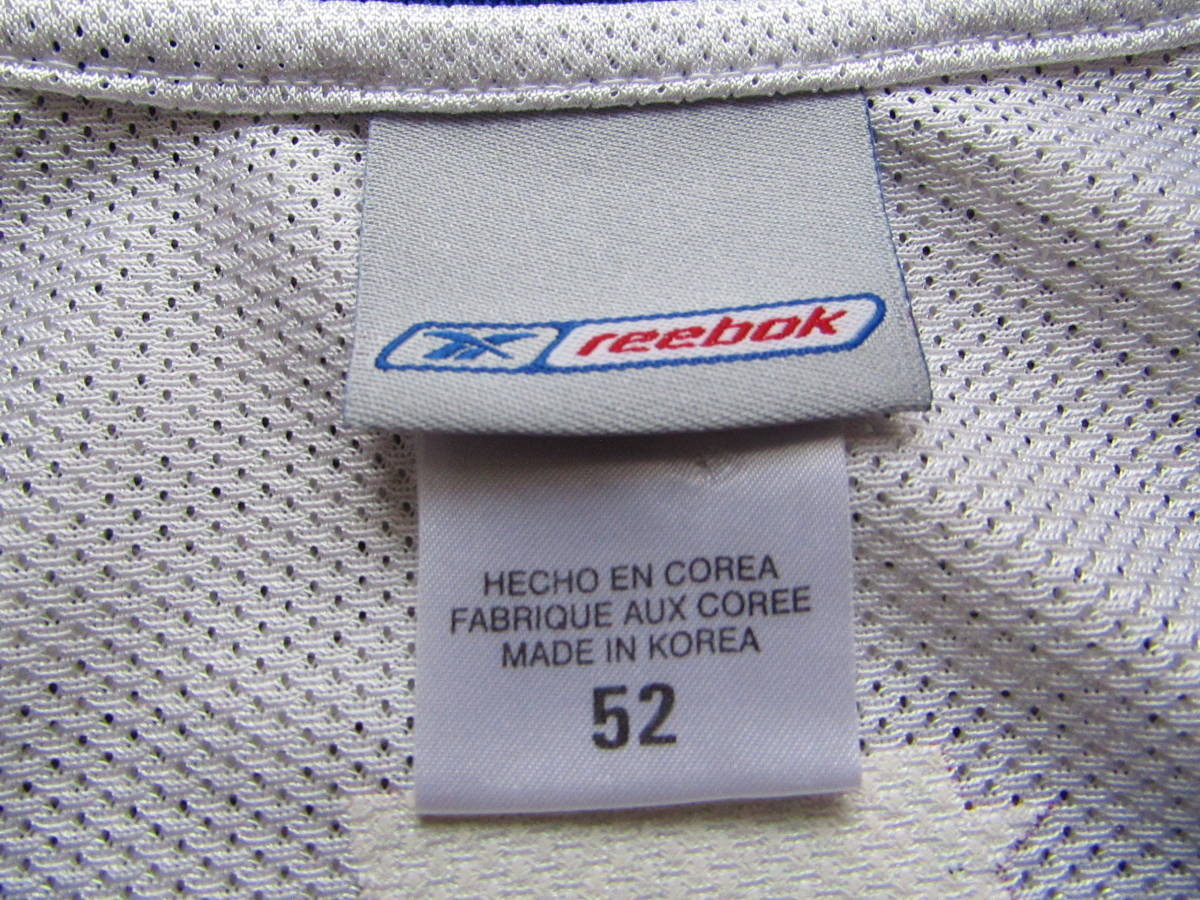 reebok
HECHO EN COREA
FABRIQUE AUX COREE
MADE IN KOREA
52